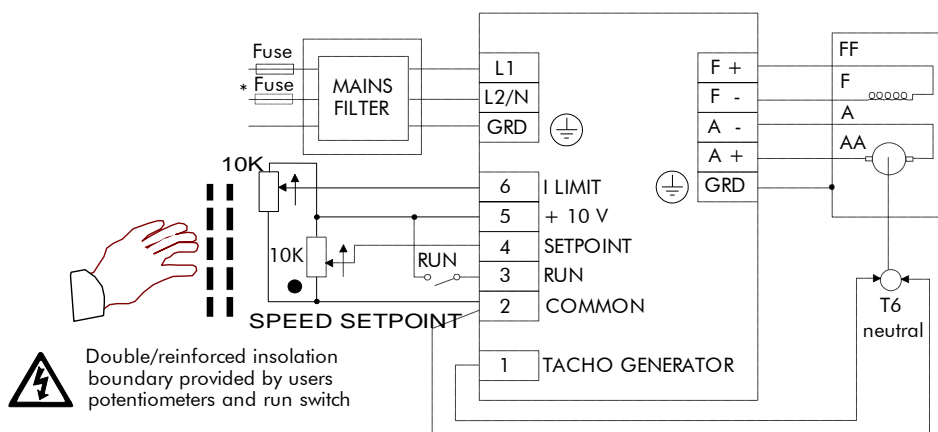 Fuse
* Fuse
MAINS
FILTER
L1
L2/N
GRD
F +
F -
A -
A +
GRD
FF
F
A
AA
10K
6 I LIMIT
5 + 10 V
4 SETPOINT
3 RUN
2 COMMON
1 TACHO GENERATOR
10K
RUN
SPEED SETPOINT
T6
neutral
Double/reinforced insolation
boundary provided by users
potentiometers and run switch